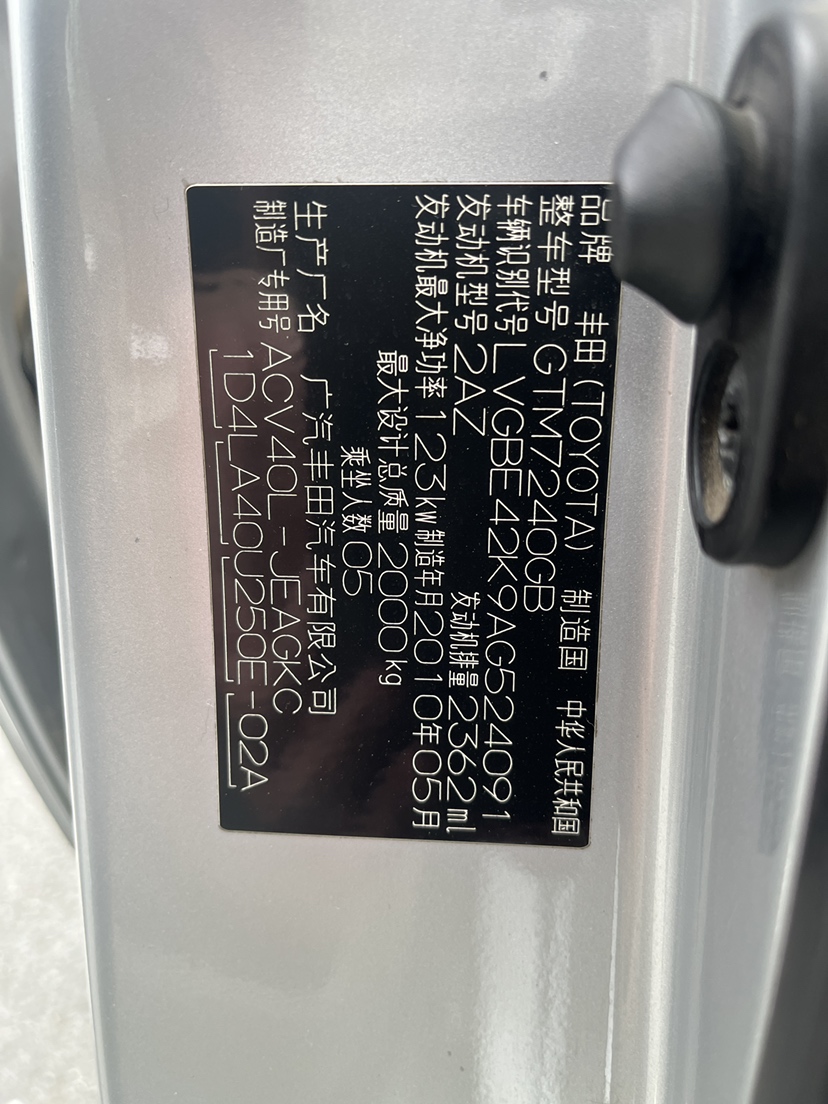 品牌 丰田 (TOYOTA) 制造国 中华人民共和国
整车型号 GTM7240GB
车辆识别代号 LVGBE42K9AG524091
发动机型号 2AZ 发动机排量 2362ml
发动机最大净功率 123kw 制造年月 2010年05月
最大设计总质量 2000kg
乘坐人数 05
生产厂名 广汽丰田汽车有限公司
制造厂专用号 ACV40L-JEAGKC
1D4LA40U250E-02A